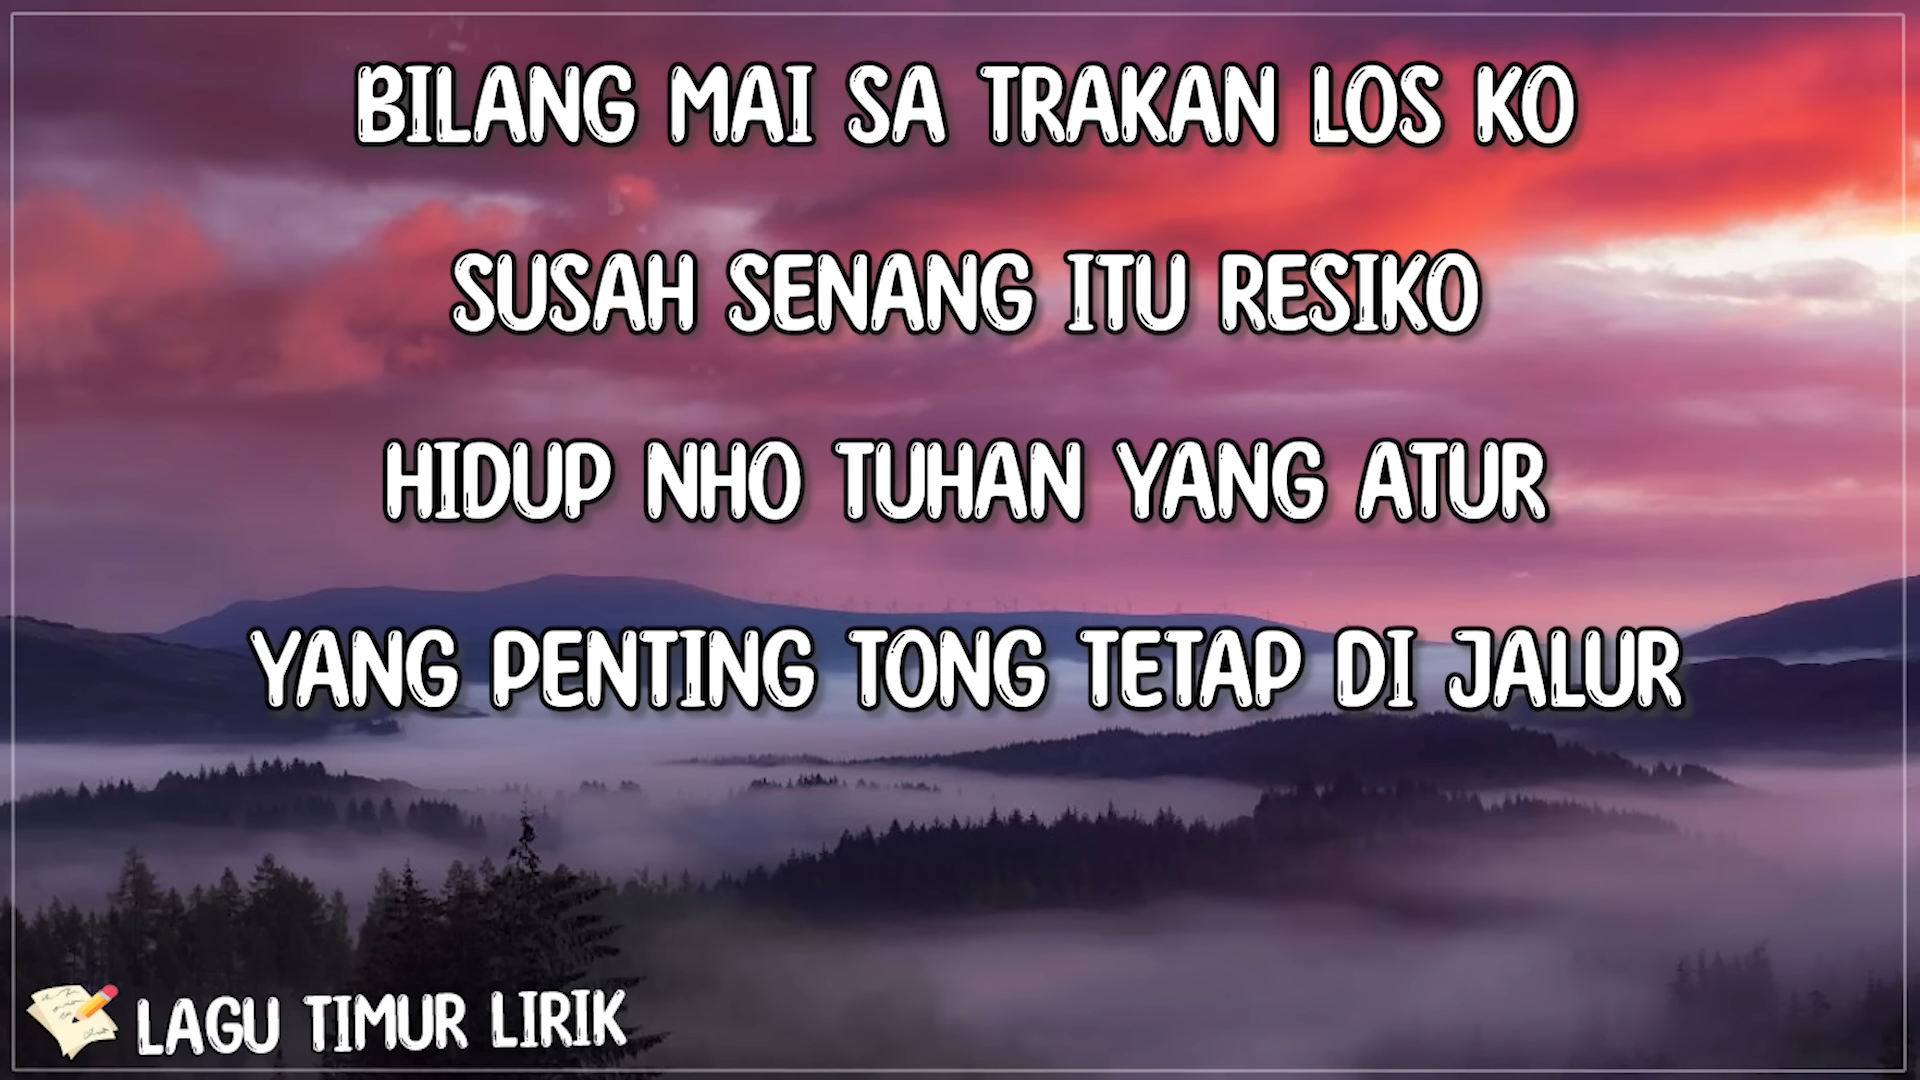 BILANG MAI SA TRAKAN LOS KO
SUSAH SENANG ITU RESIKO
HIDUP NHO TUHAN YANG ATUR
YANG PENTING TONG TETAP DI JALUR
LAGU TIMUR LIRIK